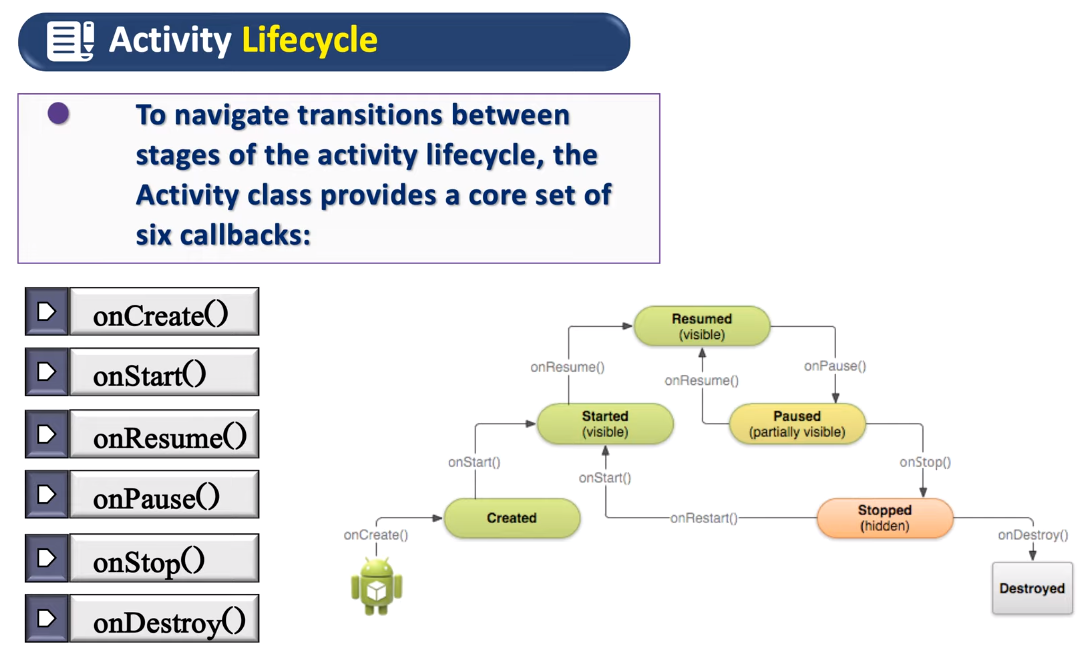 Activity Lifecycle
To navigate transitions between
stages of the activity lifecycle, the
Activity class provides a core set of
six callbacks:
onCreate()
onStart()
onResume()
onPause()
onStop()
onDestroy()
Resumed
(visible)
onResume()
onResume()
onPause()
Started
(visible)
Paused
(partially visible)
onStart()
onStart()
onStop()
Created
onRestart()
Stopped
(hidden)
onCreate()
onDestroy()
Destroyed